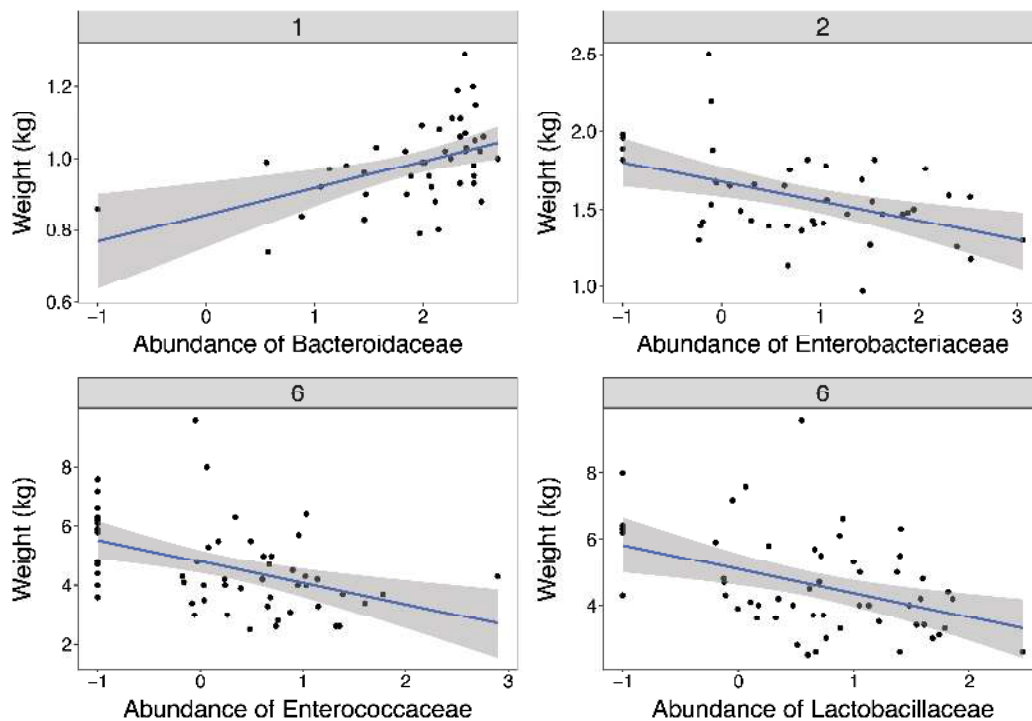 1
Weight (kg)
1.2
1.0
0.8
0.6
−1 0 1 2
Abundance of Bacteroidaceae
2
Weight (kg)
2.5
2.0
1.5
1.0
−1 0 1 2 3
Abundance of Enterobacteriaceae
6
Weight (kg)
8
6
4
2
−1 0 1 2 3
Abundance of Enterococcaceae
6
Weight (kg)
8
6
4
−1 0 1 2
Abundance of Lactobacillaceae